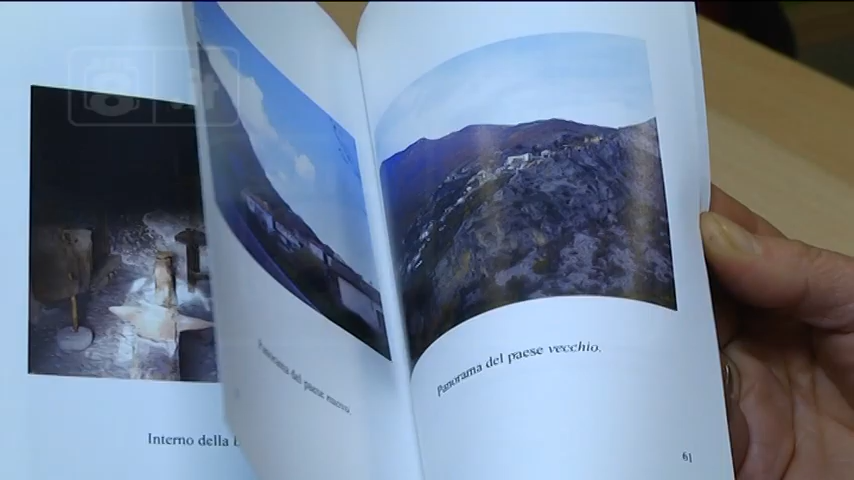 Interno della
Panorama del paese nuovo.
Panorama del paese vecchio.
61